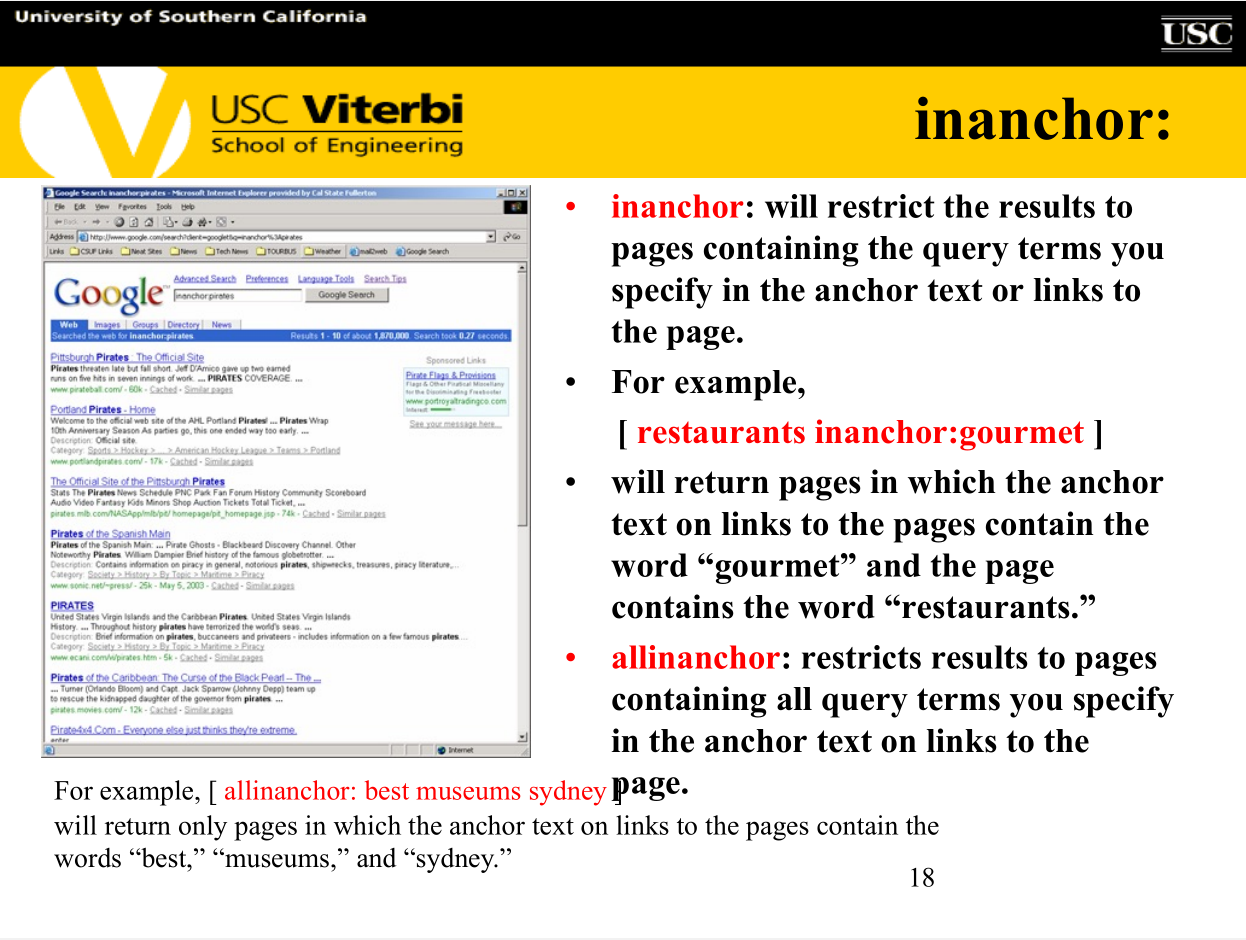 University of Southern California
USC
USC Viterbi
School of Engineering
inanchor:
Google Search: inanchor:pirates - Microsoft Internet Explorer provided by Cal State Fullerton
File Edit View Favorites Tools Help
Back
Address http://www.google.com/search?client=googlet&q=inanchor%3Apirates Go
Links CSUF Links Neat Sites News Tech News TOURBUS Weather mail2web Google Search
Advanced Search Preferences Language Tools Search Tips
Google
inanchor:pirates Google Search
Web Images Groups Directory News
Searched the web for inanchor:pirates. Results 1 - 10 of about 1,870,000. Search took 0.27 seconds.
Pittsburgh Pirates : The Official Site
Pirates threaten late but fall short. Jeff D'Amico gave up two earned
runs on five hits in seven innings of work. ... PIRATES COVERAGE. ...
www.pirateball.com/ - 60k - Cached - Similar pages
Portland Pirates - Home
Welcome to the official web site of the AHL Portland Pirates! ... Pirates Wrap
10th Anniversary Season As parties go, this one ended way too early. ...
Description: Official site.
Category: Sports > Hockey > ... > American Hockey League > Teams > Portland
www.portlandpirates.com/ - 17k - Cached - Similar pages
The Official Site of the Pittsburgh Pirates
Stats The Pirates News Schedule PNC Park Fan Forum History Community Scoreboard
Audio Video Fantasy Kids Minors Shop Auction Tickets Total Ticket, ...
pirates.mlb.com/NASApp/mlb/pit/ homepage/pit_homepage.jsp - 74k - Cached - Similar pages
Pirates of the Spanish Main
Pirates of the Spanish Main: ... Pirate Ghosts - Blackbeard Discovery Channel. Other
Noteworthy Pirates. William Dampier Brief history of the famous globetrotter. ...
Description: Contains information on piracy in general, notorious pirates, shipwrecks, treasures, piracy literature,...
Category: Society > History > By Topic > Maritime > Piracy
www.sonic.net/~press/ - 25k - May 5, 2003 - Cached - Similar pages
PIRATES
United States Virgin Islands and the Caribbean Pirates. United States Virgin Islands
History. ... Throughout history pirates have terrorized the world's seas. ...
Description: Brief information on pirates, buccaneers and privateers - includes information on a few famous pirates....
Category: Society > History > By Topic > Maritime > Piracy
www.ecani.com/vi/pirates.htm - 5k - Cached - Similar pages
Pirates of the Caribbean: The Curse of the Black Pearl -- The ...
... Turner (Orlando Bloom) and Capt. Jack Sparrow (Johnny Depp) team up
to rescue the kidnapped daughter of the governor from pirates. ...
pirates.movies.com/ - 12k - Cached - Similar pages
Pirate4x4.Com - Everyone else just thinks they're extreme.
enter
Sponsored Links
Pirate Flags & Provisions
Flags & Other Piratical Miscellany
for the Discriminating Freebooter
www.portroyaltradingco.com
Interest:
See your message here...
Internet
• inanchor: will restrict the results to
pages containing the query terms you
specify in the anchor text or links to
the page.
• For example,
[ restaurants inanchor:gourmet ]
• will return pages in which the anchor
text on links to the pages contain the
word “gourmet” and the page
contains the word “restaurants.”
• allinanchor: restricts results to pages
containing all query terms you specify
in the anchor text on links to the
page.
For example, [ allinanchor: best museums sydney ]
will return only pages in which the anchor text on links to the pages contain the
words “best,” “museums,” and “sydney.”
18